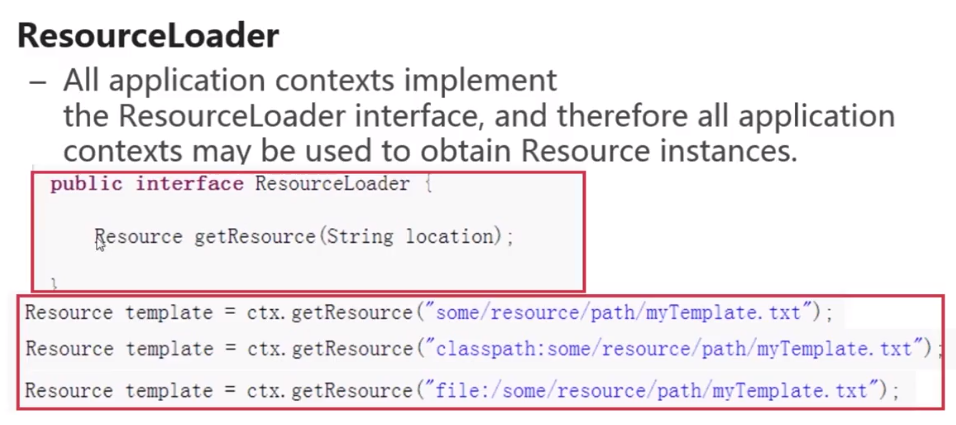 ResourceLoader
– All application contexts implement
the ResourceLoader interface, and therefore all application
contexts may be used to obtain Resource instances.
public interface ResourceLoader {
Resource getResource(String location);
}
Resource template = ctx.getResource("some/resource/path/myTemplate.txt");
Resource template = ctx.getResource("classpath:some/resource/path/myTemplate.txt");
Resource template = ctx.getResource("file:/some/resource/path/myTemplate.txt");